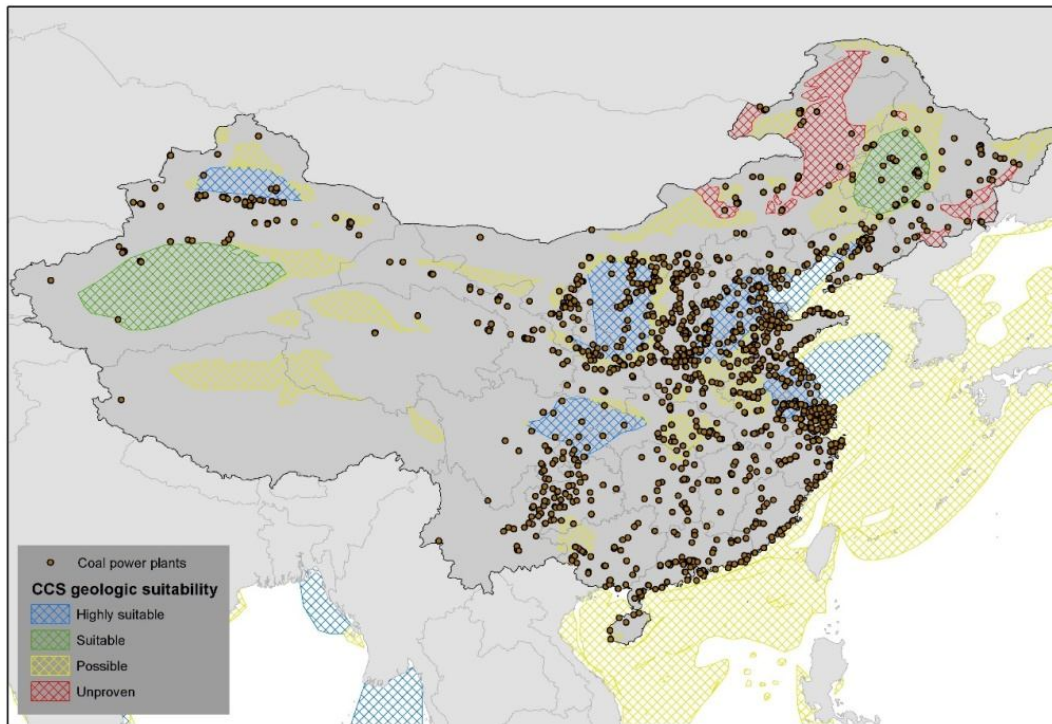 Coal power plants
CCS geologic suitability
Highly suitable
Suitable
Possible
Unproven